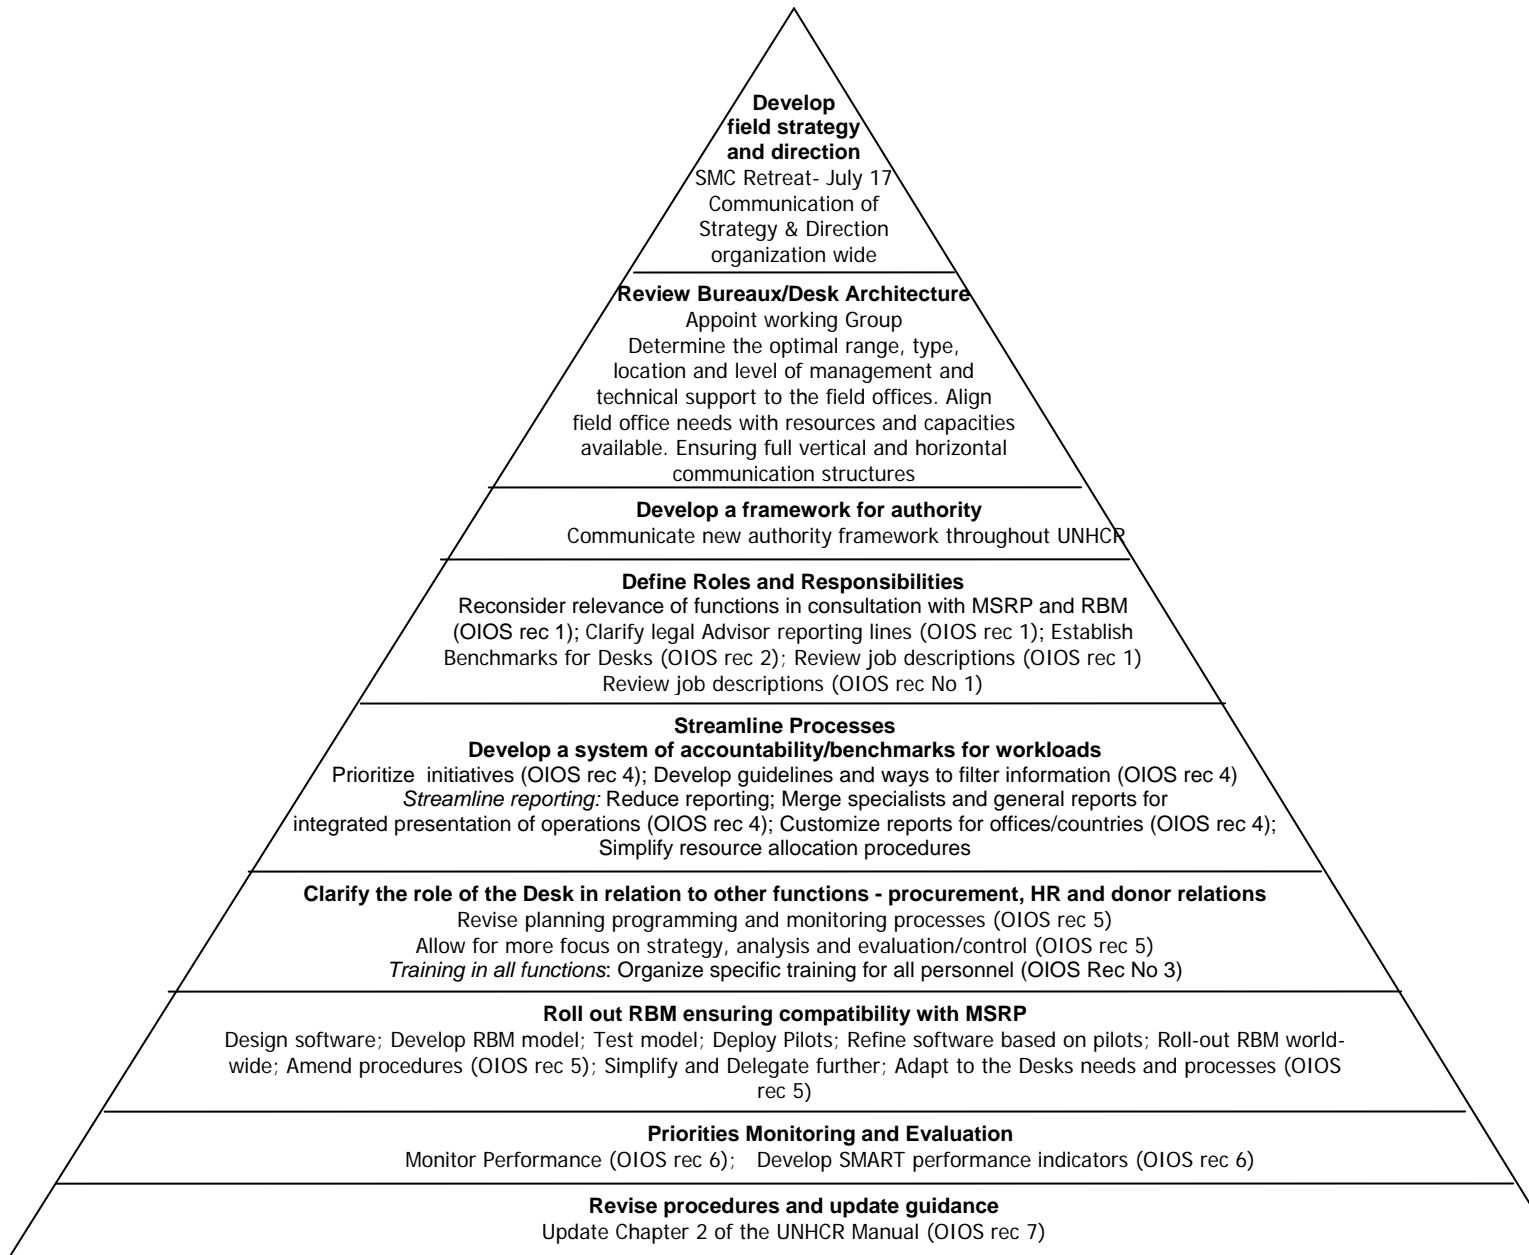 Develop
field strategy
and direction
SMC Retreat- July 17
Communication of
Strategy & Direction
organization wide
Review Bureaux/Desk Architecture
Appoint working Group
Determine the optimal range, type,
location and level of management and
technical support to the field offices. Align
field office needs with resources and capacities
available. Ensuring full vertical and horizontal
communication structures
Develop a framework for authority
Communicate new authority framework throughout UNHCR
Define Roles and Responsibilities
Reconsider relevance of functions in consultation with MSRP and RBM
(OIOS rec 1); Clarify legal Advisor reporting lines (OIOS rec 1); Establish
Benchmarks for Desks (OIOS rec 2); Review job descriptions (OIOS rec 1)
Review job descriptions (OIOS rec No 1)
Streamline Processes
Develop a system of accountability/benchmarks for workloads
Prioritize initiatives (OIOS rec 4); Develop guidelines and ways to filter information (OIOS rec 4)
Streamline reporting: Reduce reporting; Merge specialists and general reports for
integrated presentation of operations (OIOS rec 4); Customize reports for offices/countries (OIOS rec 4);
Simplify resource allocation procedures
Clarify the role of the Desk in relation to other functions - procurement, HR and donor relations
Revise planning programming and monitoring processes (OIOS rec 5)
Allow for more focus on strategy, analysis and evaluation/control (OIOS rec 5)
Training in all functions: Organize specific training for all personnel (OIOS Rec No 3)
Roll out RBM ensuring compatibility with MSRP
Design software; Develop RBM model; Test model; Deploy Pilots; Refine software based on pilots; Roll-out RBM world-
wide; Amend procedures (OIOS rec 5); Simplify and Delegate further; Adapt to the Desks needs and processes (OIOS
rec 5)
Priorities Monitoring and Evaluation
Monitor Performance (OIOS rec 6); Develop SMART performance indicators (OIOS rec 6)
Revise procedures and update guidance
Update Chapter 2 of the UNHCR Manual (OIOS rec 7)